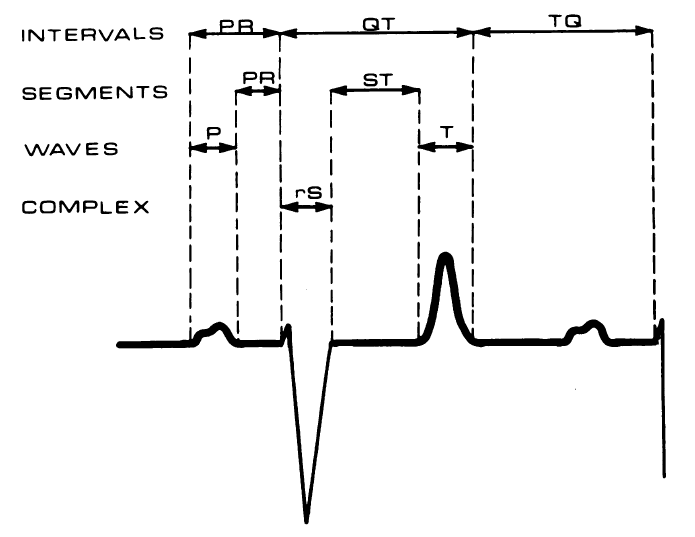 INTERVALS PR QT TQ
SEGMENTS PR ST
WAVES P T
COMPLEX rS